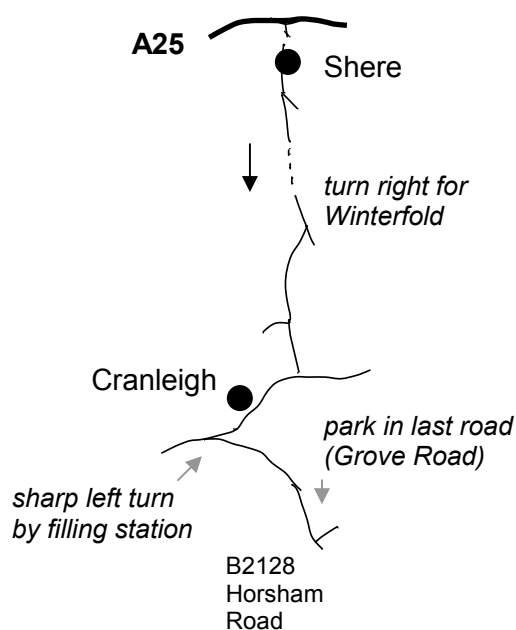 A25
Shere
turn right for
Winterfold
Cranleigh
park in last road
(Grove Road)
sharp left turn
by filling station
B2128
Horsham
Road